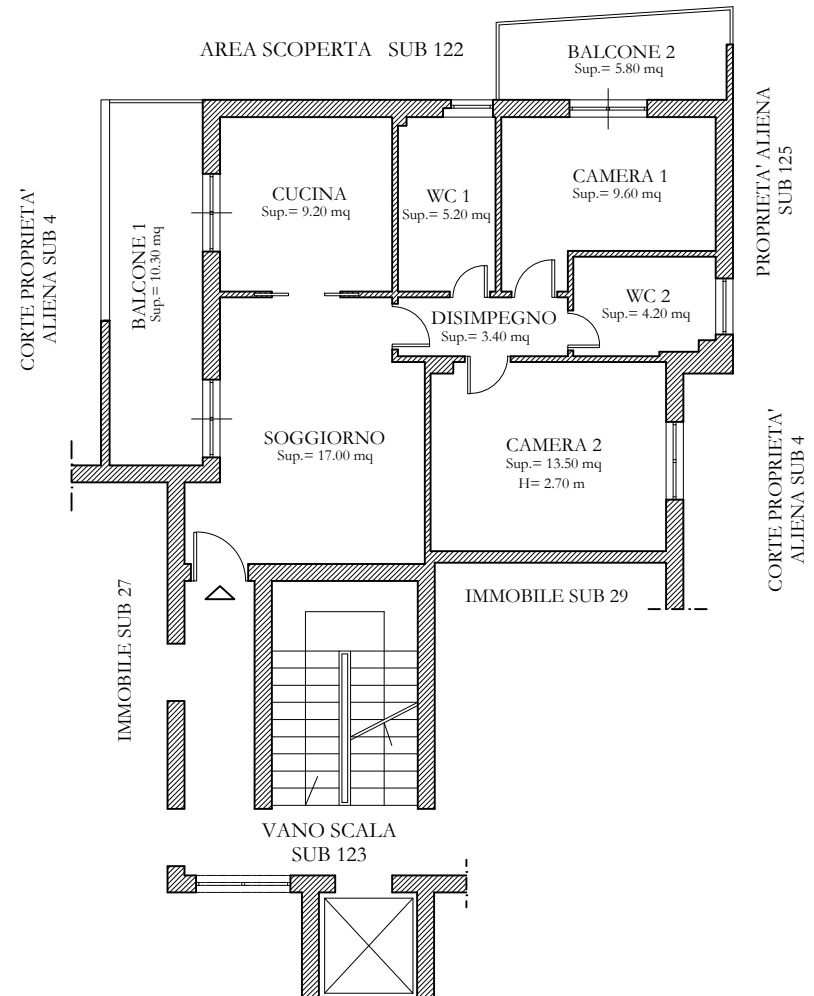 AREA SCOPERTA SUB 122
BALCONE 2
Sup.= 5.80 mq
PROPRIETA' ALIENA
SUB 125
CORTE PROPRIETA'
ALIENA SUB 4
BALCONE 1
Sup.= 10.30 mq
CUCINA
Sup.= 9.20 mq
WC 1
Sup.= 5.20 mq
CAMERA 1
Sup.= 9.60 mq
WC 2
Sup.= 4.20 mq
DISIMPEGNO
Sup.= 3.40 mq
SOGGIORNO
Sup.= 17.00 mq
CAMERA 2
Sup.= 13.50 mq
H= 2.70 m
CORTE PROPRIETA'
ALIENA SUB 4
IMMOBILE SUB 27
IMMOBILE SUB 29
VANO SCALA
SUB 123